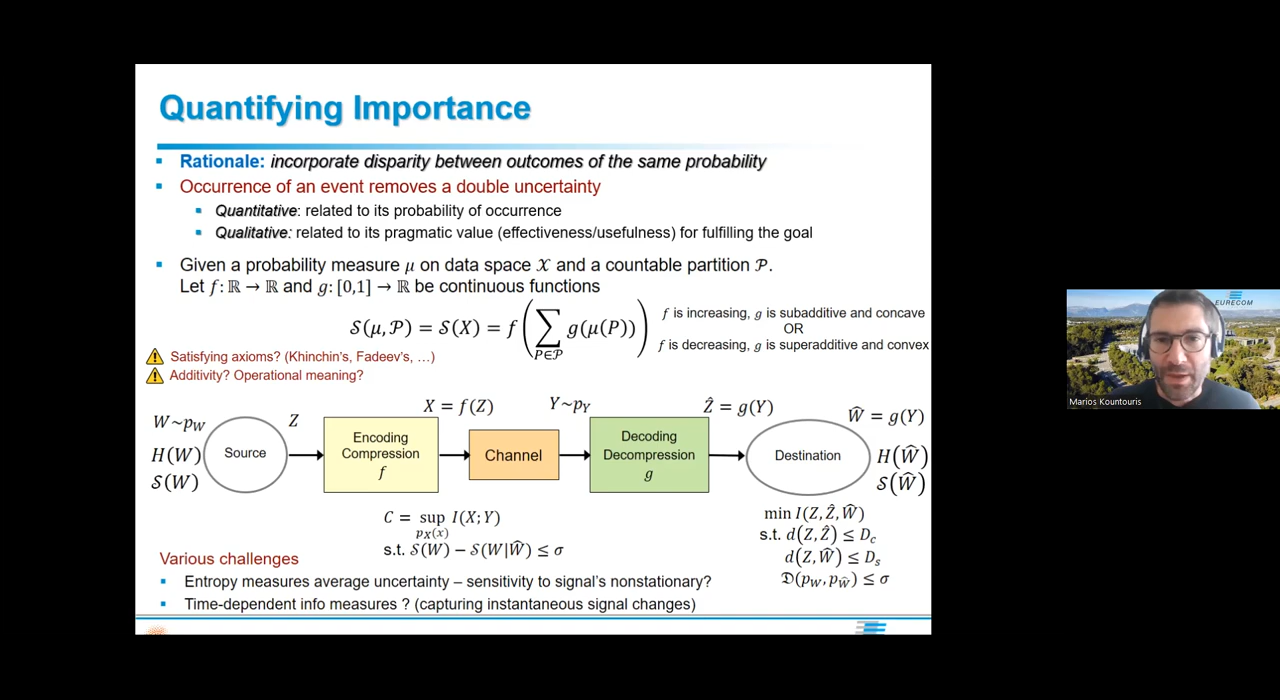 Quantifying Importance
▪ Rationale: incorporate disparity between outcomes of the same probability
▪ Occurrence of an event removes a double uncertainty
▪ Quantitative: related to its probability of occurrence
▪ Qualitative: related to its pragmatic value (effectiveness/usefulness) for fulfilling the goal
▪ Given a probability measure μ on data space 𝒳 and a countable partition 𝒫.
Let f: ℝ → ℝ and g: [0,1] → ℝ be continuous functions
𝒮(μ, 𝒫) = 𝒮(X) = f(∑_{P∈𝒫} g(μ(P)))
f is increasing, g is subadditive and concave
OR
f is decreasing, g is superadditive and convex
Satisfying axioms? (Khinchin's, Fadeev's, …)
Additivity? Operational meaning?
W~p_W
H(W)
𝒮(W)
Source
Z
Encoding
Compression
f
X = f(Z)
Channel
Y~p_Y
Decoding
Decompression
g
Ẑ = g(Y)
Destination
Ŵ = g(Y)
H(Ŵ)
𝒮(Ŵ)
C = sup_{p_X(x)} I(X; Y)
s.t. 𝒮(W) − 𝒮(W|Ŵ) ≤ σ
min I(Z, Ẑ, Ŵ)
s.t. d(Z, Ẑ) ≤ D_c
d(Z, Ŵ) ≤ D_s
𝔇(p_W, p_Ŵ) ≤ σ
Various challenges
▪ Entropy measures average uncertainty – sensitivity to signal's nonstationary?
▪ Time-dependent info measures ? (capturing instantaneous signal changes)
EURECOM
Marios Kountouris